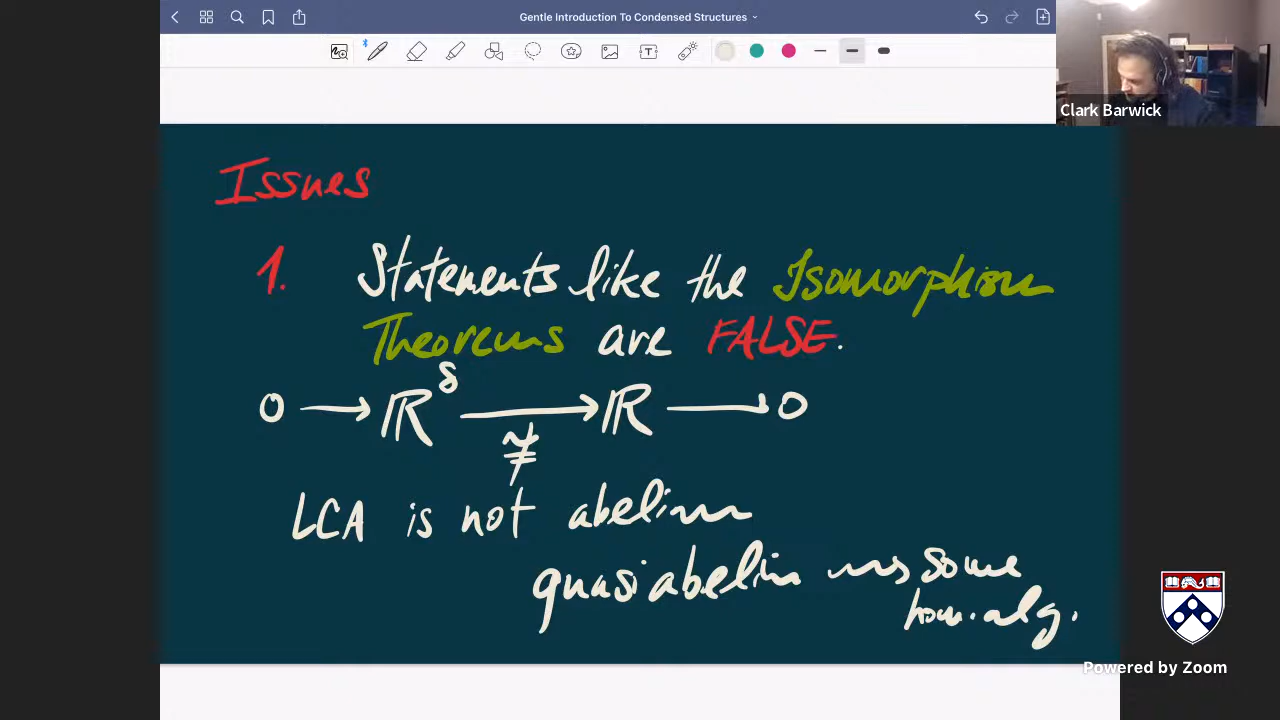 Gentle Introduction To Condensed Structures
Clark Barwick
Issues
1. Statements like the Isomorphism
Theorems are FALSE.
0 → ℝ^δ → ℝ → 0
≇
LCA is not abelian
quasiabelian ⇝ some
hom. alg.
Powered by Zoom